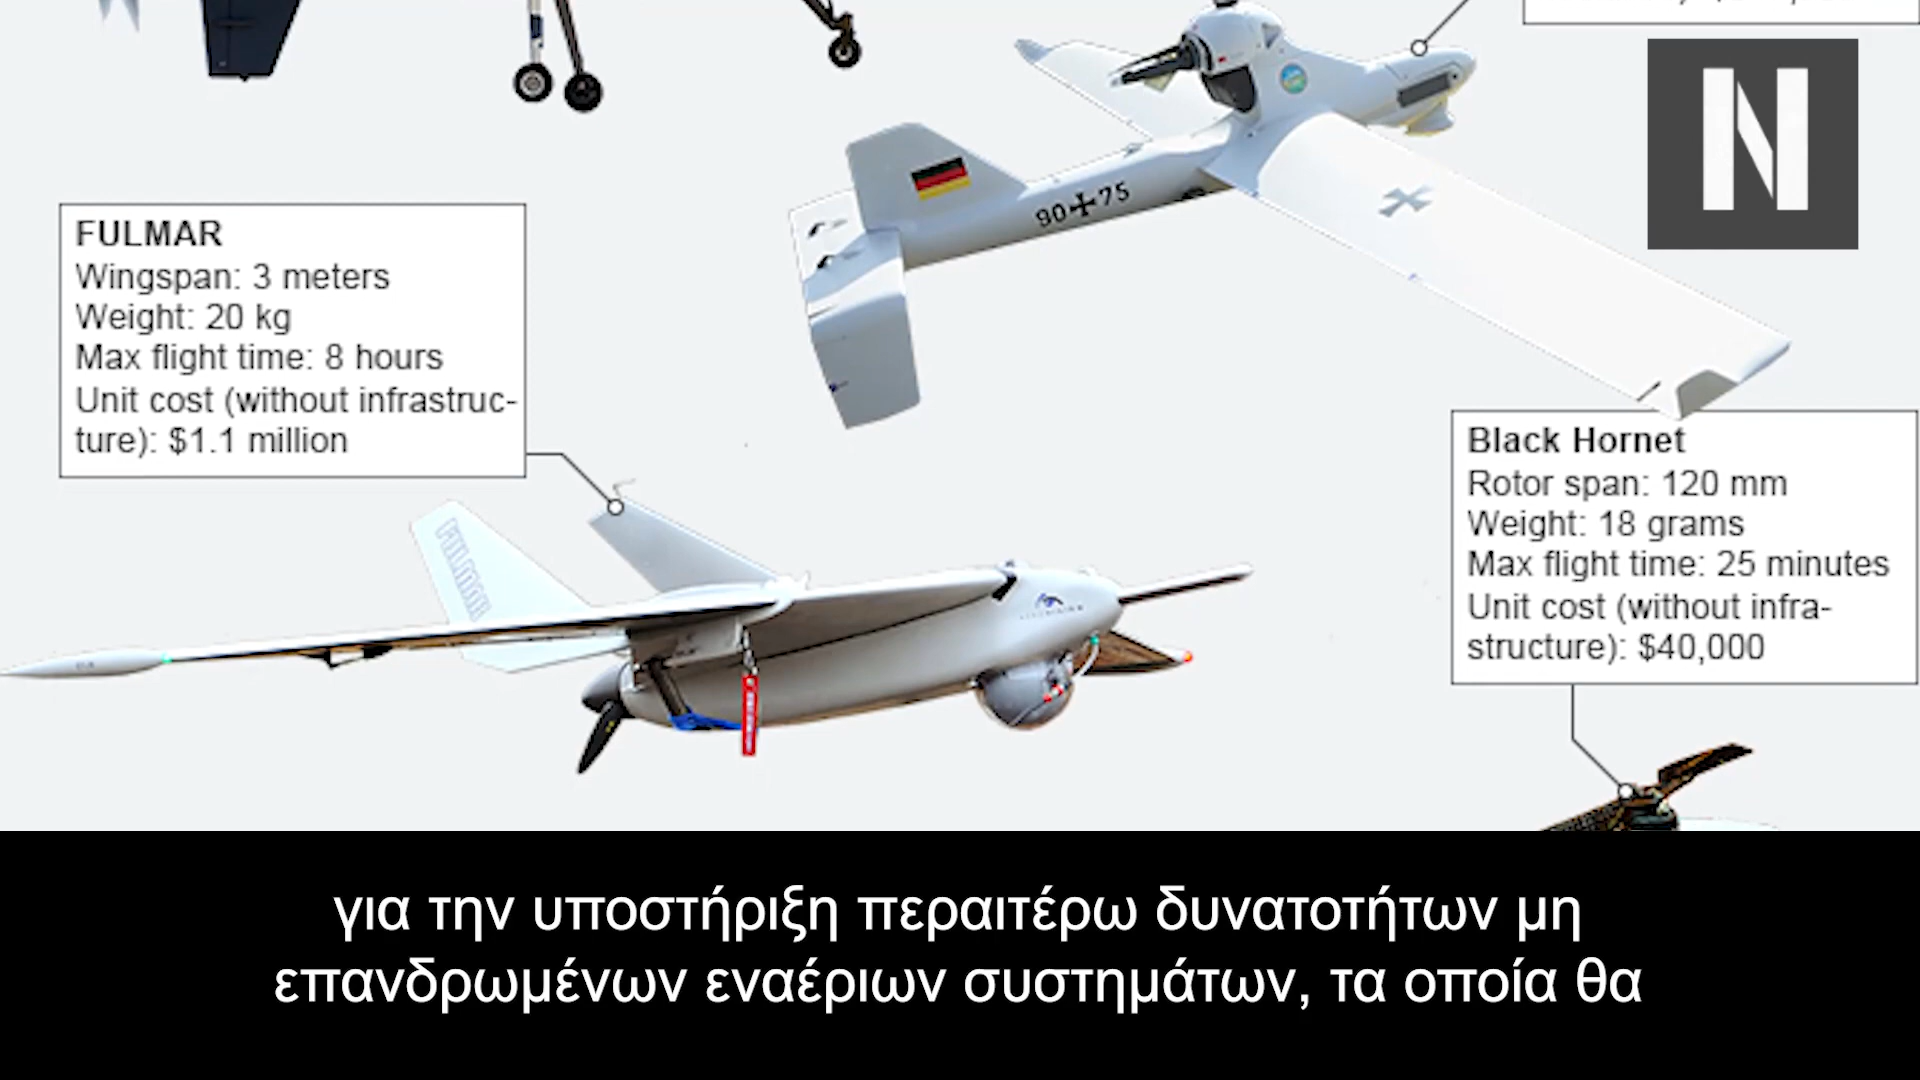 N
90 75
FULMAR
Wingspan: 3 meters
Weight: 20 kg
Max flight time: 8 hours
Unit cost (without infrastruc-
ture): $1.1 million
Black Hornet
Rotor span: 120 mm
Weight: 18 grams
Max flight time: 25 minutes
Unit cost (without infra-
structure): $40,000
FULMAR
για την υποστήριξη περαιτέρω δυνατοτήτων μη
επανδρωμένων εναέριων συστημάτων, τα οποία θα